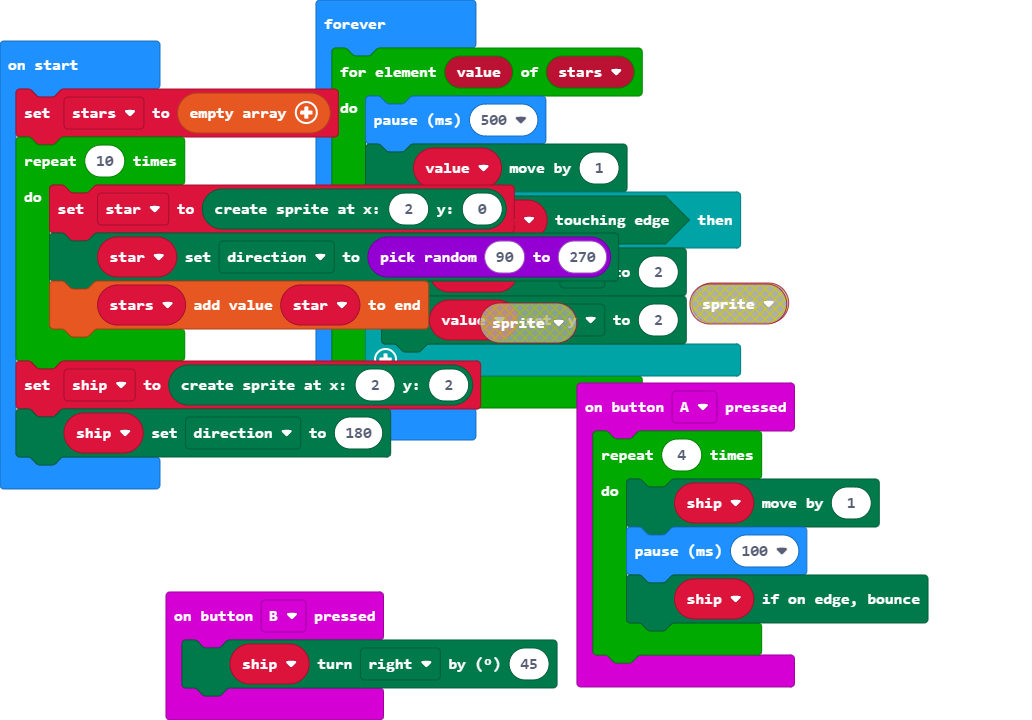 forever
for element value of stars
do
pause (ms) 500
value move by 1
touching edge then
to 2
value to 2
sprite
sprite
on start
set stars to empty array
repeat 10 times
do
set star to create sprite at x: 2 y: 0
star set direction to pick random 90 to 270
stars add value star to end
set ship to create sprite at x: 2 y: 2
ship set direction to 180
on button A pressed
repeat 4 times
do
ship move by 1
pause (ms) 100
ship if on edge, bounce
on button B pressed
ship turn right by (º) 45